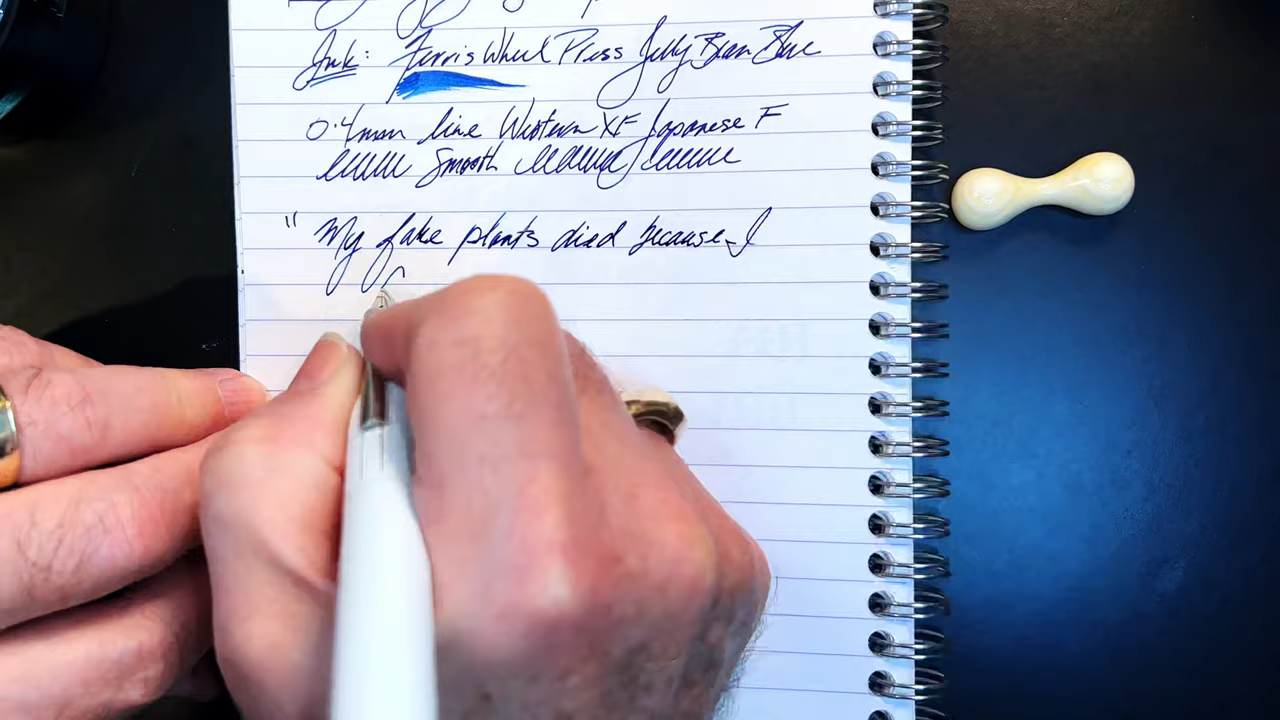 Ink: Ferris Wheel Press Jelly Bean Blue
0.4mm line Western XF Japanese F
Smooth
"My fake plants died because I